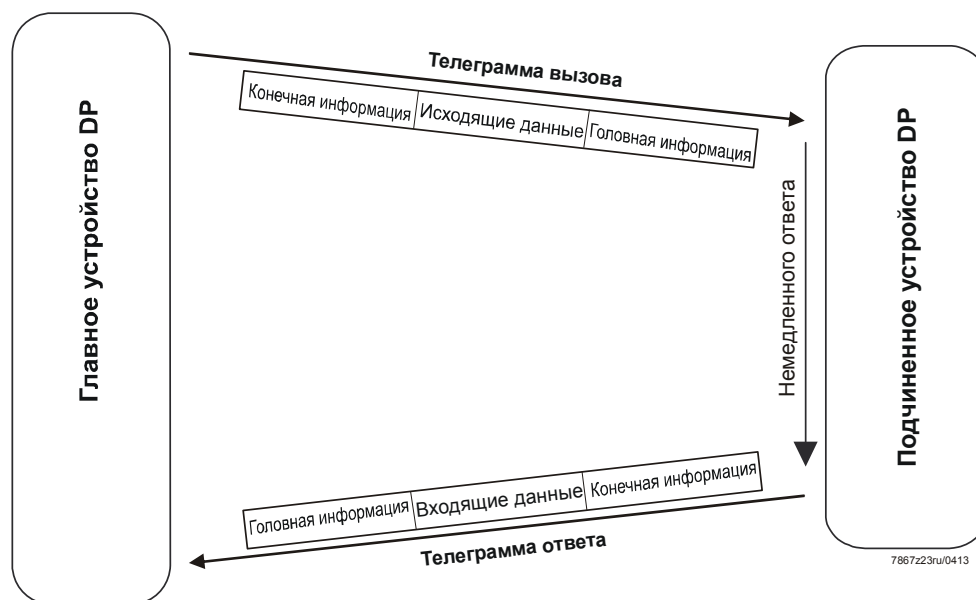 Главное устройство DP
Телеграмма вызова
Конечная информация Исходящие данные Головная информация
Немедленного ответа
Подчиненное устройство DP
Головная информация Входящие данные Конечная информация
Телеграмма ответа
7867z23ru/0413